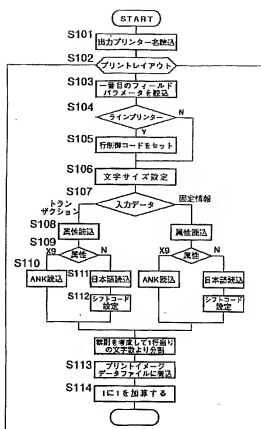 START
S101
出力プリンター名読込
S102
プリントレイアウト
S103
一番目のフィールド
パラメータを読込
S104
ラインプリンター
N
Y
S105
行制御コードをセット
S106
文字サイズ設定
S107
入力データ
トラン
ザクション
固定情報
S108
属性読込
属性読込
S109
X9
属性
N
X9
属性
N
S110
ANK読込
S111
日本語読込
ANK読込
日本語読込
S112
シフトコード
設定
シフトコード
設定
を考慮して1行当り
の文字数より分割
S113
プリントイメージ
データファイルに書込
S114
1に1を加算する